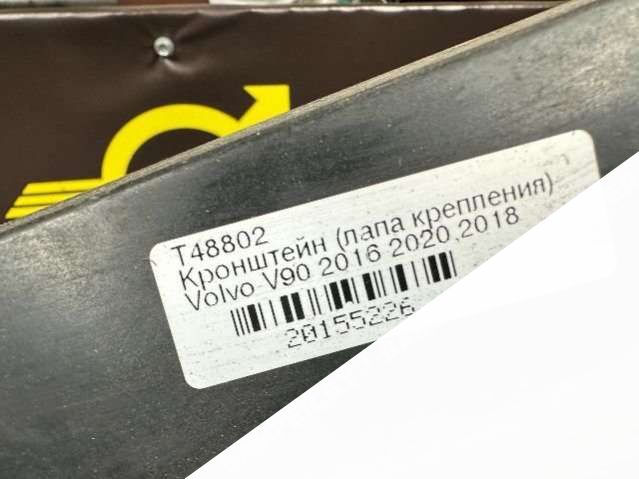 T48802
Кронштейн (лапа крепления)
Volvo V90 2016 2020 2018
20155226